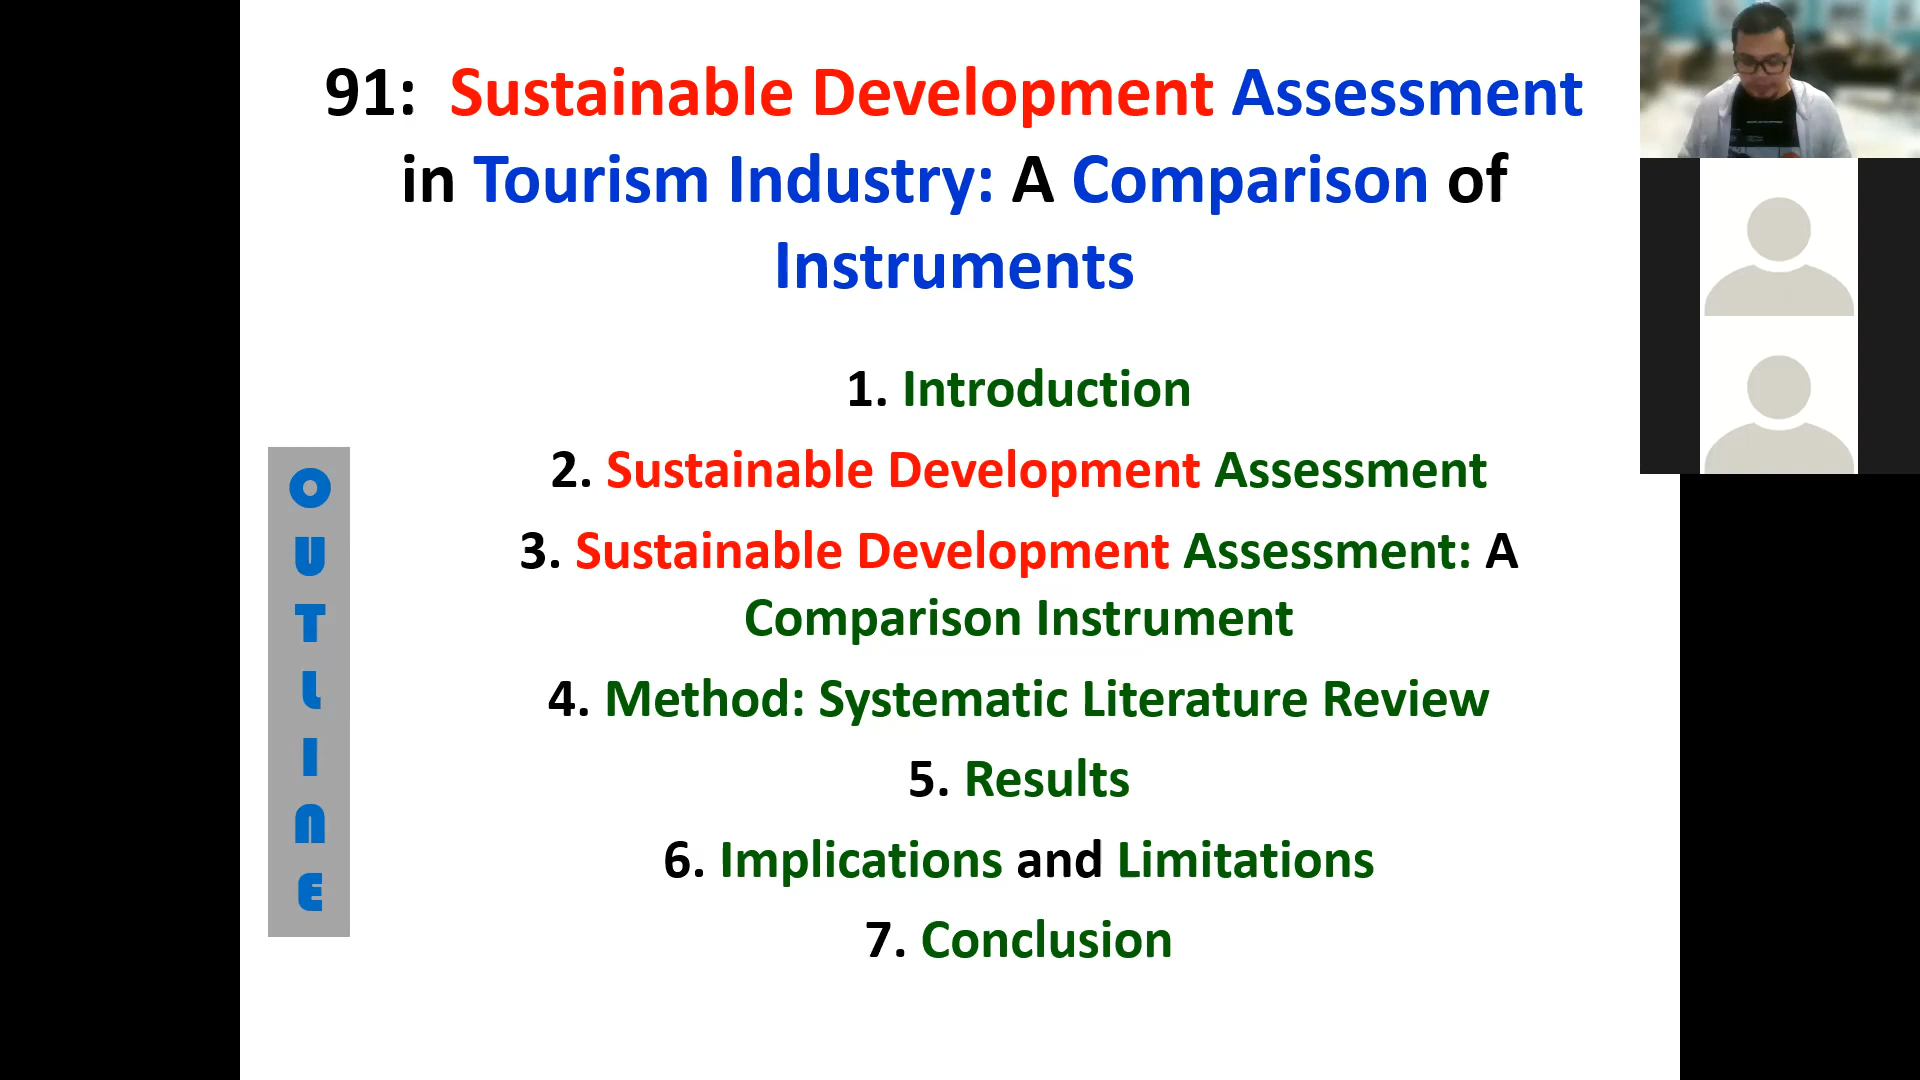 91: Sustainable Development Assessment
in Tourism Industry: A Comparison of
Instruments
1. Introduction
2. Sustainable Development Assessment
3. Sustainable Development Assessment: A
Comparison Instrument
4. Method: Systematic Literature Review
5. Results
6. Implications and Limitations
7. Conclusion
OUTLINE